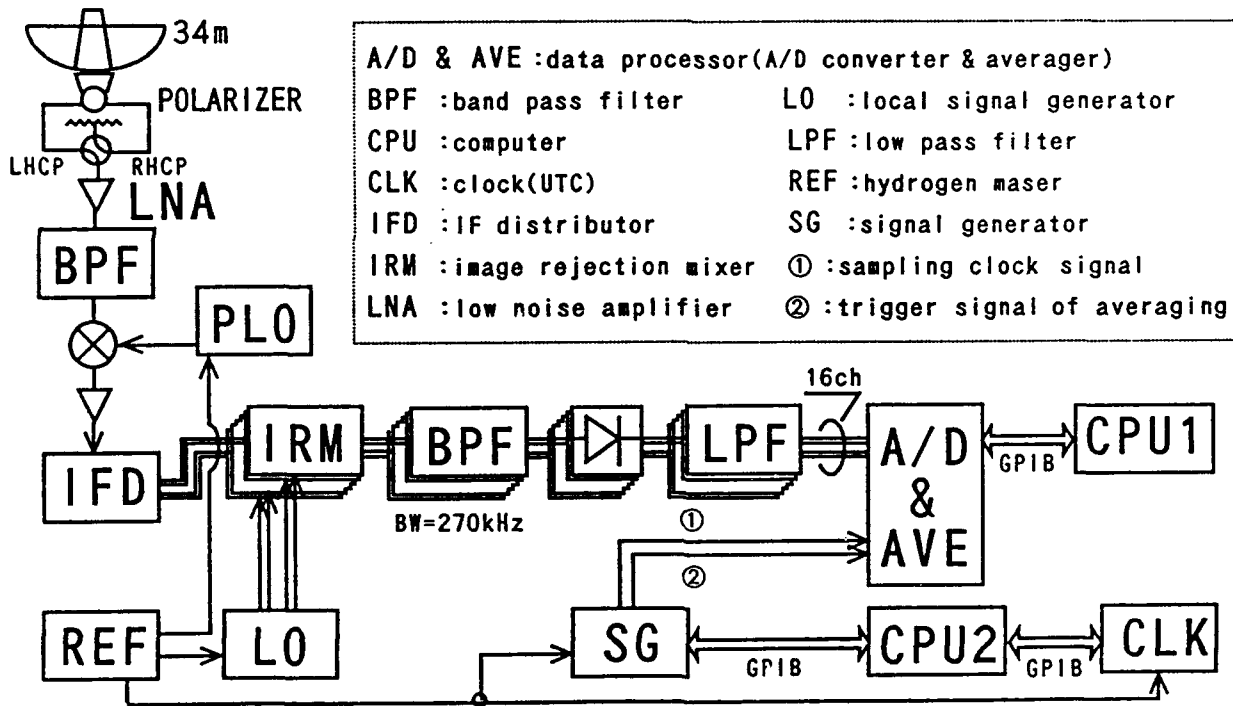 34m
POLARIZER
LHCP
RHCP
LNA
BPF
PLO
IFD
A/D & AVE :data processor(A/D converter & averager)
BPF :band pass filter
LO :local signal generator
CPU :computer
LPF :low pass filter
CLK :clock(UTC)
REF :hydrogen maser
IFD :IF distributor
SG :signal generator
IRM :image rejection mixer
① :sampling clock signal
LNA :low noise amplifier
② :trigger signal of averaging
16ch
IRM
BPF
LPF
A/D
&
AVE
GPIB
CPU1
BW=270kHz
①
②
REF
LO
SG
GPIB
CPU2
GPIB
CLK